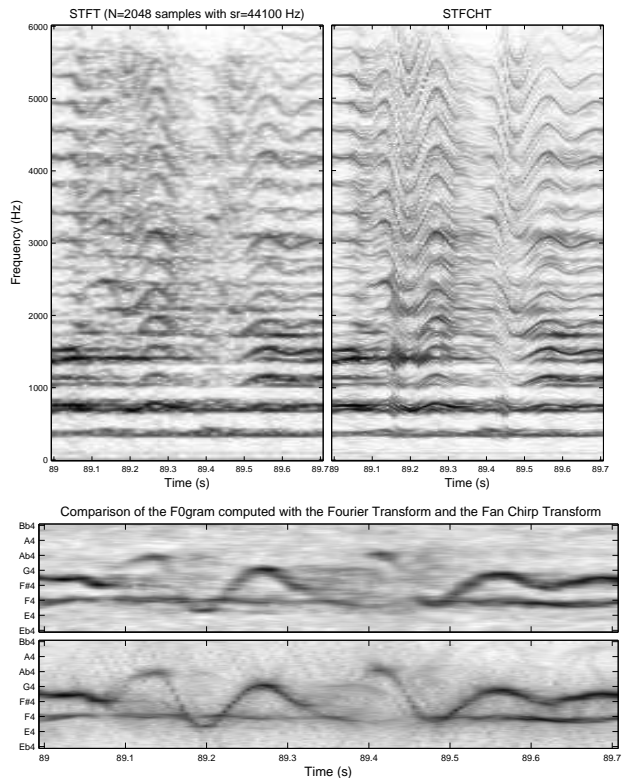 STFT (N=2048 samples with sr=44100 Hz)
STFCHT
Frequency (Hz)
6000
5000
4000
3000
2000
1000
0
89 89.1 89.2 89.3 89.4 89.5 89.6 89.7
89 89.1 89.2 89.3 89.4 89.5 89.6 89.7
Time (s)
Time (s)
Comparison of the F0gram computed with the Fourier Transform and the Fan Chirp Transform
Bb4
A4
Ab4
G4
F#4
F4
E4
Eb4
Bb4
A4
Ab4
G4
F#4
F4
E4
Eb4
89 89.1 89.2 89.3 89.4 89.5 89.6 89.7
Time (s)